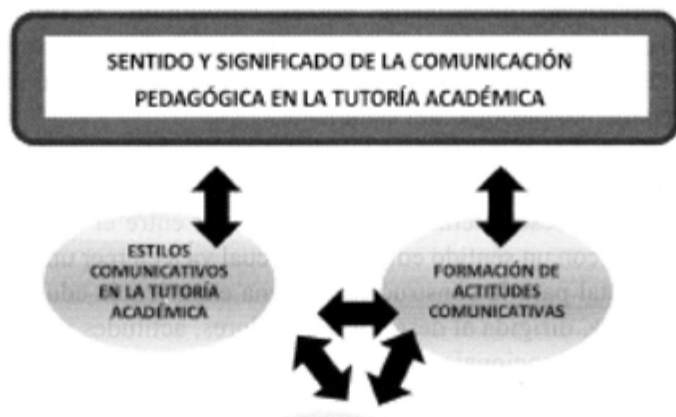 SENTIDO Y SIGNIFICADO DE LA COMUNICACIÓN
PEDAGÓGICA EN LA TUTORÍA ACADÉMICA
ESTILOS
COMUNICATIVOS
EN LA TUTORÍA
ACADÉMICA
FORMACIÓN DE
ACTITUDES
COMUNICATIVAS